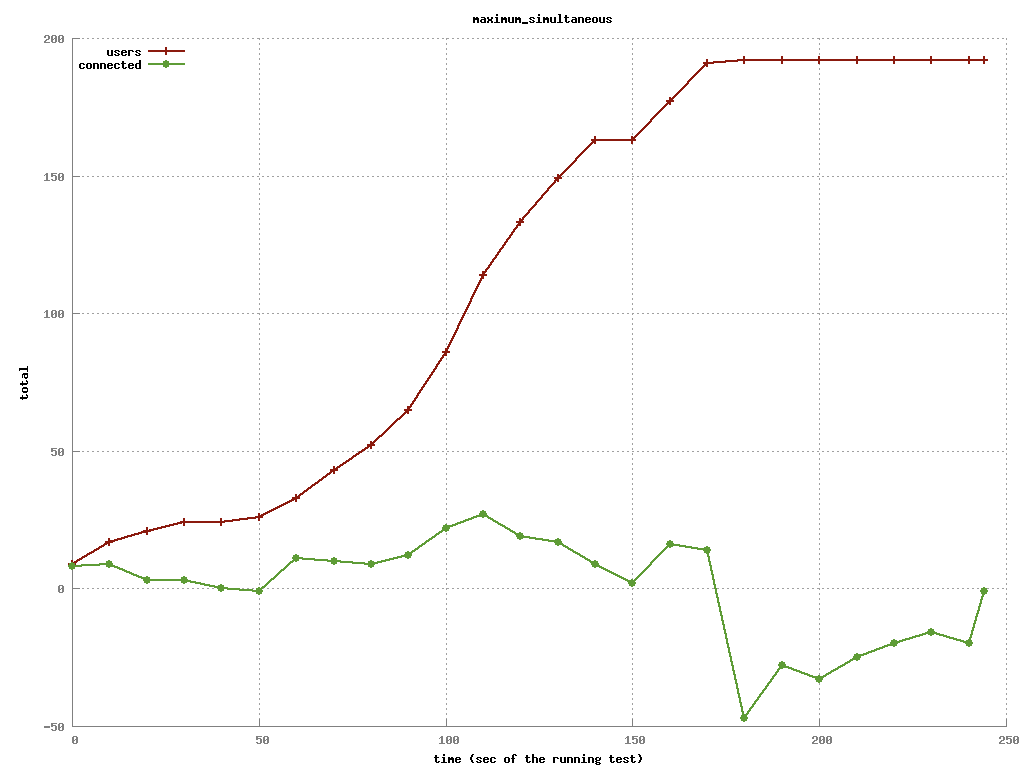 maximum_simultaneous
200
users
connected
150
100
total
50
0
-50
0 50 100 150 200 250
time (sec of the running test)